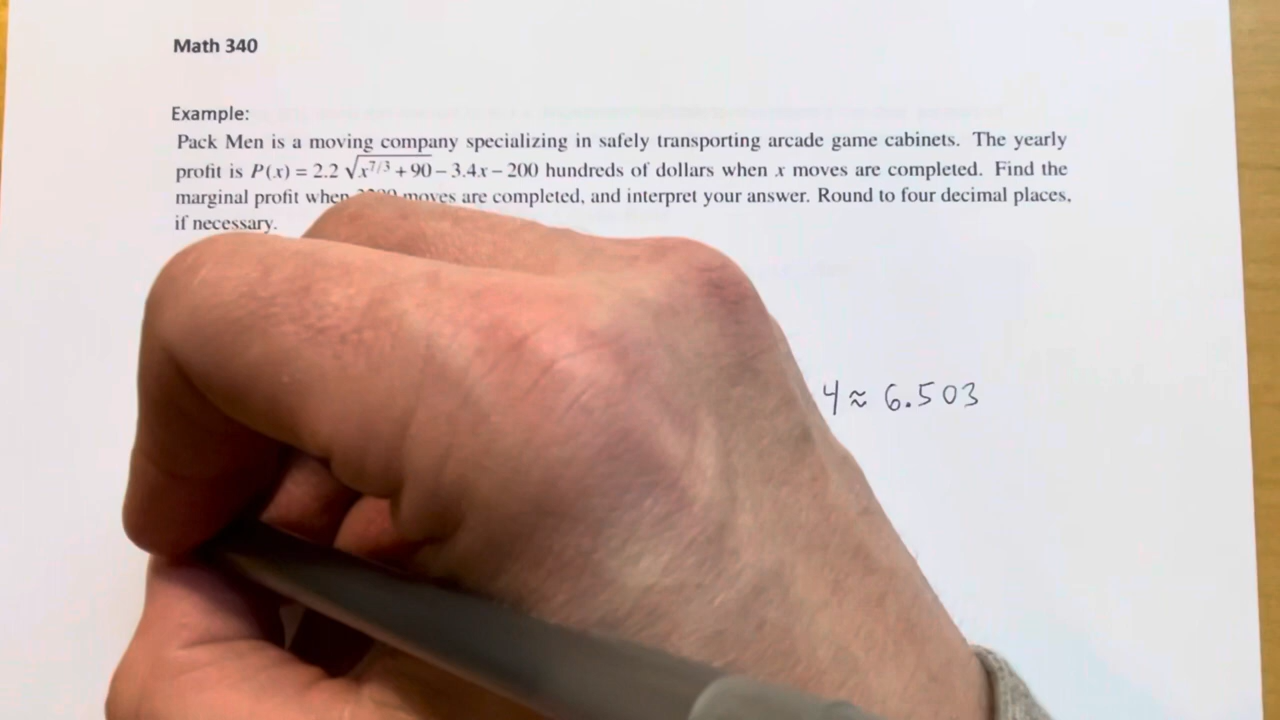 Math 340
Example:
Pack Men is a moving company specializing in safely transporting arcade game cabinets. The yearly
profit is P(x) = 2.2 √(x^{7/3} + 90) − 3.4x − 200 hundreds of dollars when x moves are completed. Find the
marginal profit when moves are completed, and interpret your answer. Round to four decimal places,
if necessary.
4 ≈ 6.503